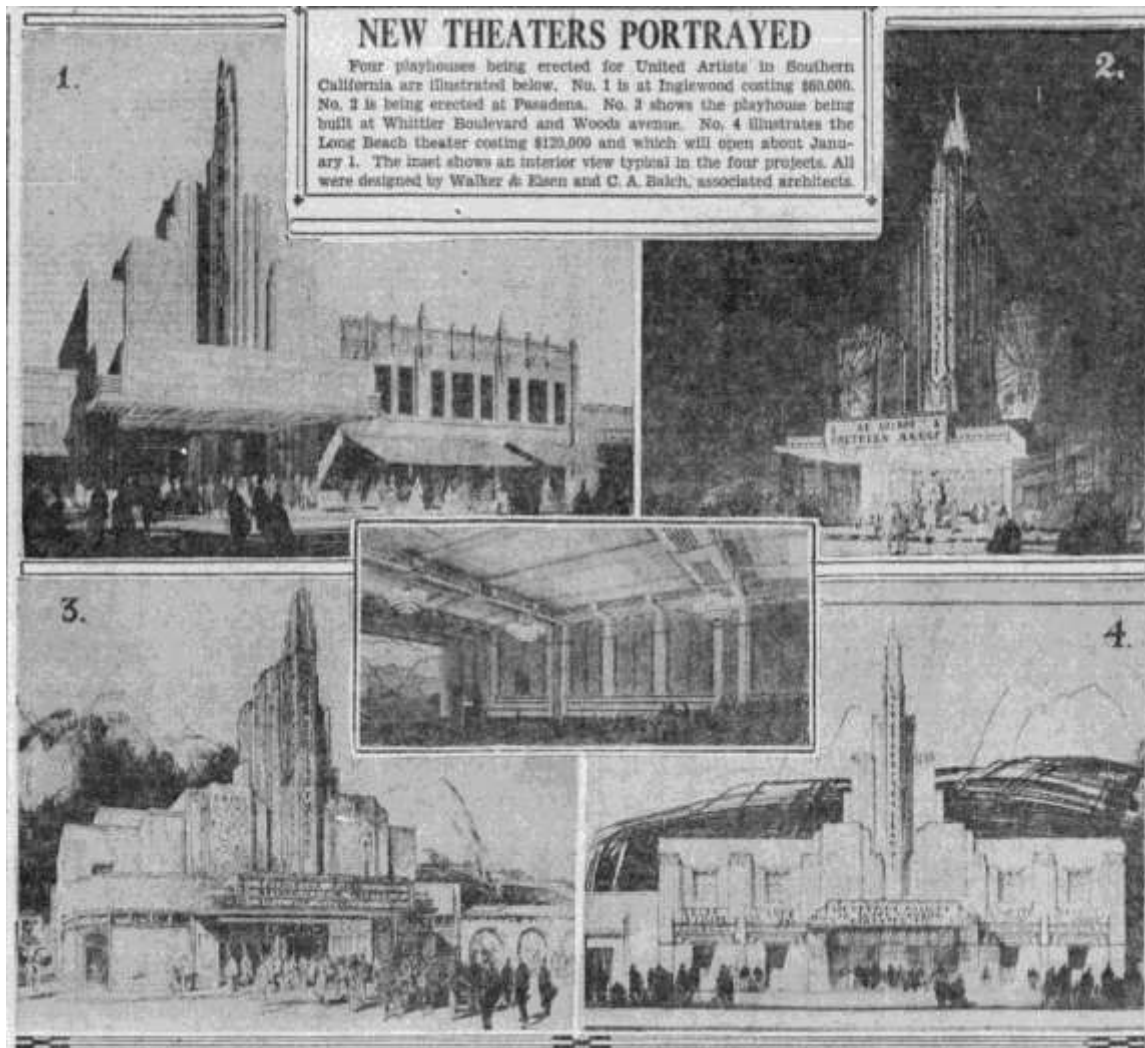 NEW THEATERS PORTRAYED
Four playhouses being erected for United Artists in Southern
California are illustrated below. No. 1 is at Inglewood costing $60,000.
No. 2 is being erected at Pasadena. No. 3 shows the playhouse being
built at Whittier Boulevard and Woods avenue. No. 4 illustrates the
Long Beach theater costing $120,000 and which will open about Janu-
ary 1. The inset shows an interior view typical in the four projects. All
were designed by Walker & Eisen and C. A. Balch, associated architects.
1.
2.
3.
4.